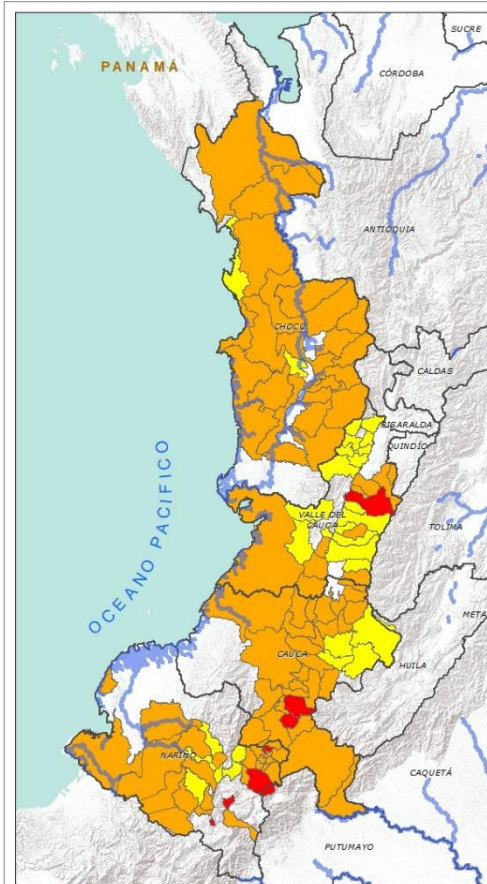 SUCRE
PANAMÁ
CÓRDOBA
ANTIOQUIA
CHOCÓ
CALDAS
RISARALDA
QUINDÍO
OCEANO PACIFICO
VALLE DEL
CAUCA
TOLIMA
META
CAUCA
HUILA
NARIÑO
CAQUETÁ
PUTUMAYO